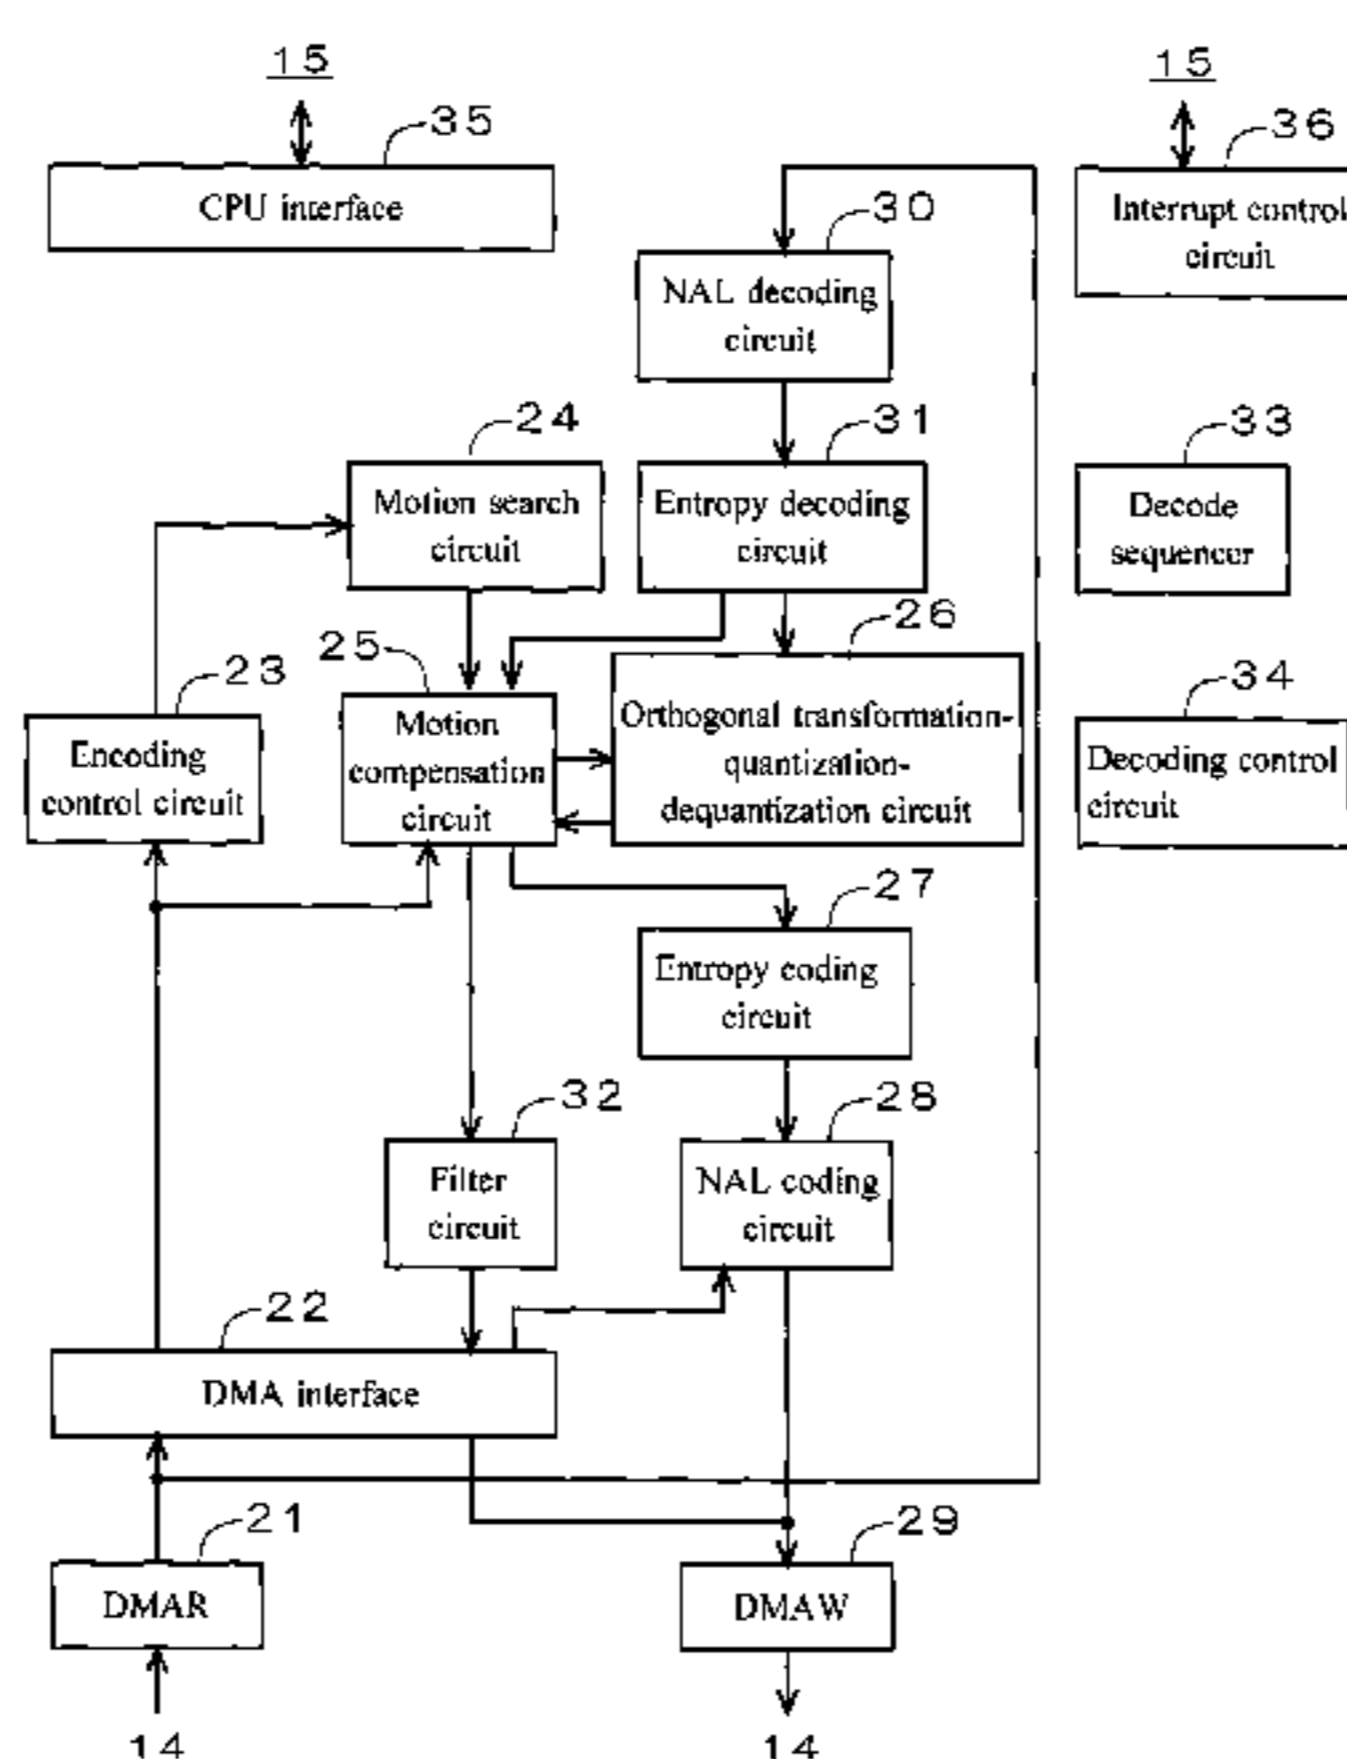 15
35
CPU interface
15
36
Interrupt control
circuit
30
NAL decoding
circuit
24
Motion search
circuit
31
Entropy decoding
circuit
33
Decode
sequencer
23
Encoding
control circuit
25
Motion
compensation
circuit
26
Orthogonal transformation-
quantization-
dequantization circuit
34
Decoding control
circuit
27
Entropy coding
circuit
32
Filter
circuit
28
NAL coding
circuit
22
DMA interface
21
DMAR
29
DMAW
14
14